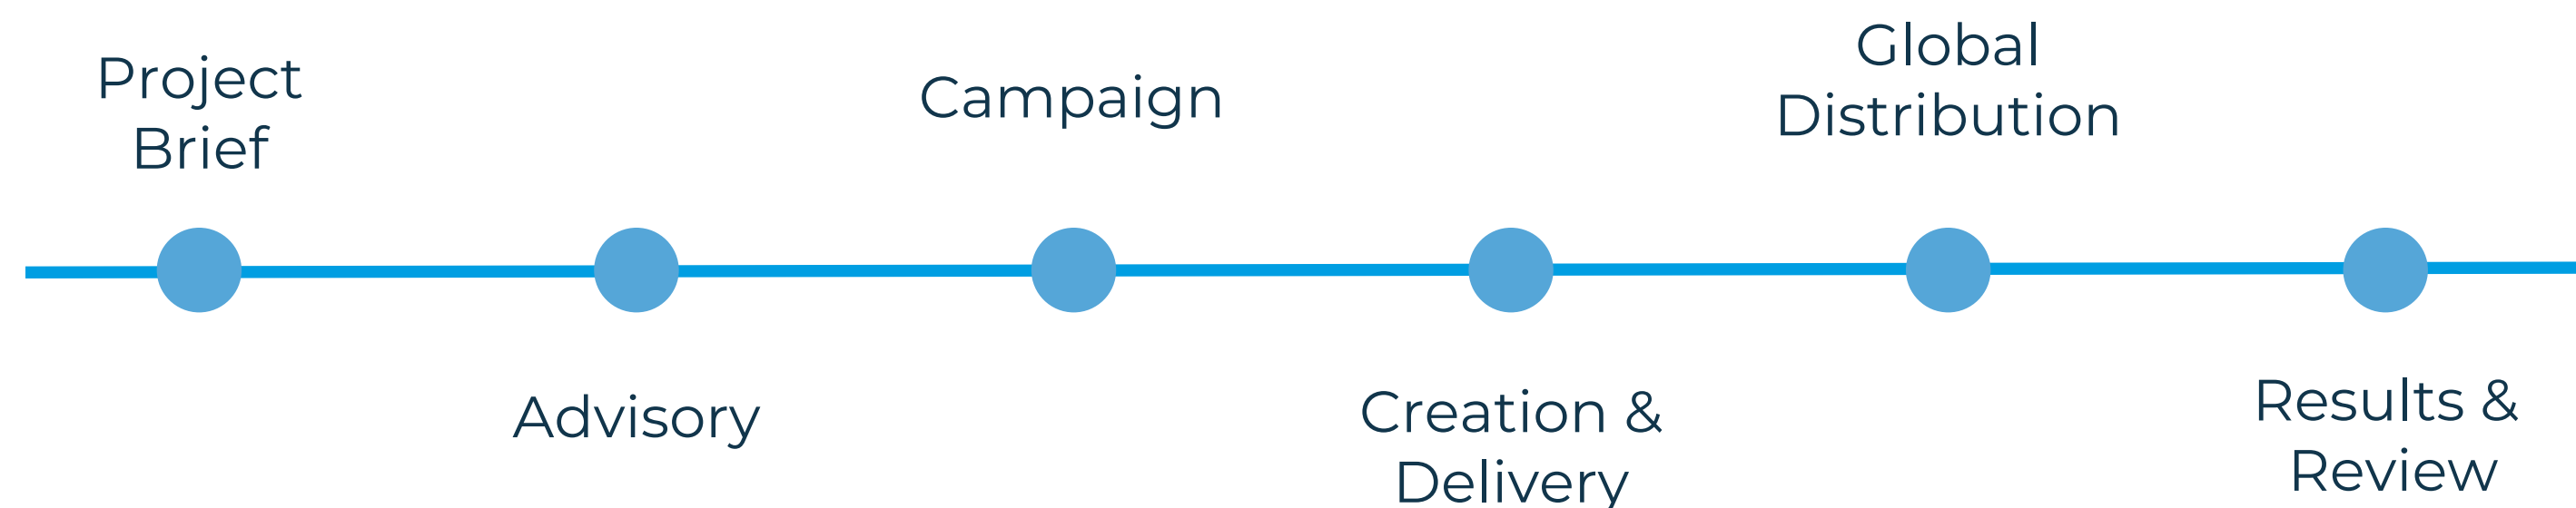 Project
Brief
Advisory
Campaign
Creation &
Delivery
Global
Distribution
Results &
Review